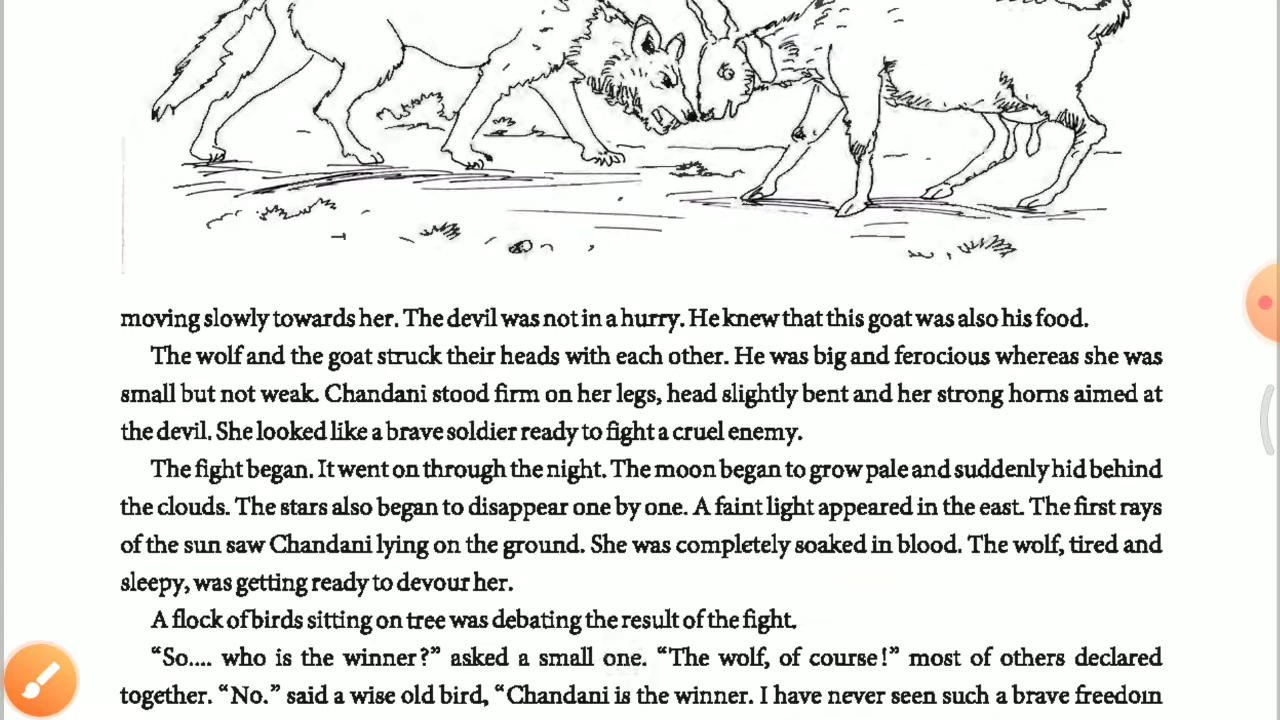 moving slowly towards her. The devil was not in a hurry. He knew that this goat was also his food.
The wolf and the goat struck their heads with each other. He was big and ferocious whereas she was
small but not weak. Chandani stood firm on her legs, head slightly bent and her strong horns aimed at
the devil. She looked like a brave soldier ready to fight a cruel enemy.
The fight began. It went on through the night. The moon began to grow pale and suddenly hid behind
the clouds. The stars also began to disappear one by one. A faint light appeared in the east. The first rays
of the sun saw Chandani lying on the ground. She was completely soaked in blood. The wolf, tired and
sleepy, was getting ready to devour her.
A flock of birds sitting on tree was debating the result of the fight.
“So.... who is the winner?” asked a small one. “The wolf, of course!” most of others declared
together. “No.” said a wise old bird, “Chandani is the winner. I have never seen such a brave freedom